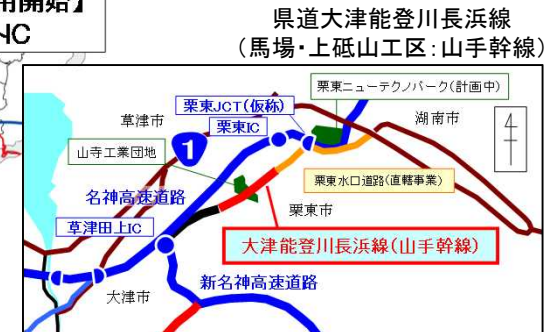 用開始】
NC
県道大津能登川長浜線
(馬場・上砥山工区:山手幹線)
栗東ニューテクノパーク(計画中)
栗東JCT(仮称)
草津市
湖南市
栗東IC
山寺工業団地
1
栗東水口道路(直轄事業)
名神高速道路
栗東市
草津田上IC
大津能登川長浜線(山手幹線)
新名神高速道路
大津市